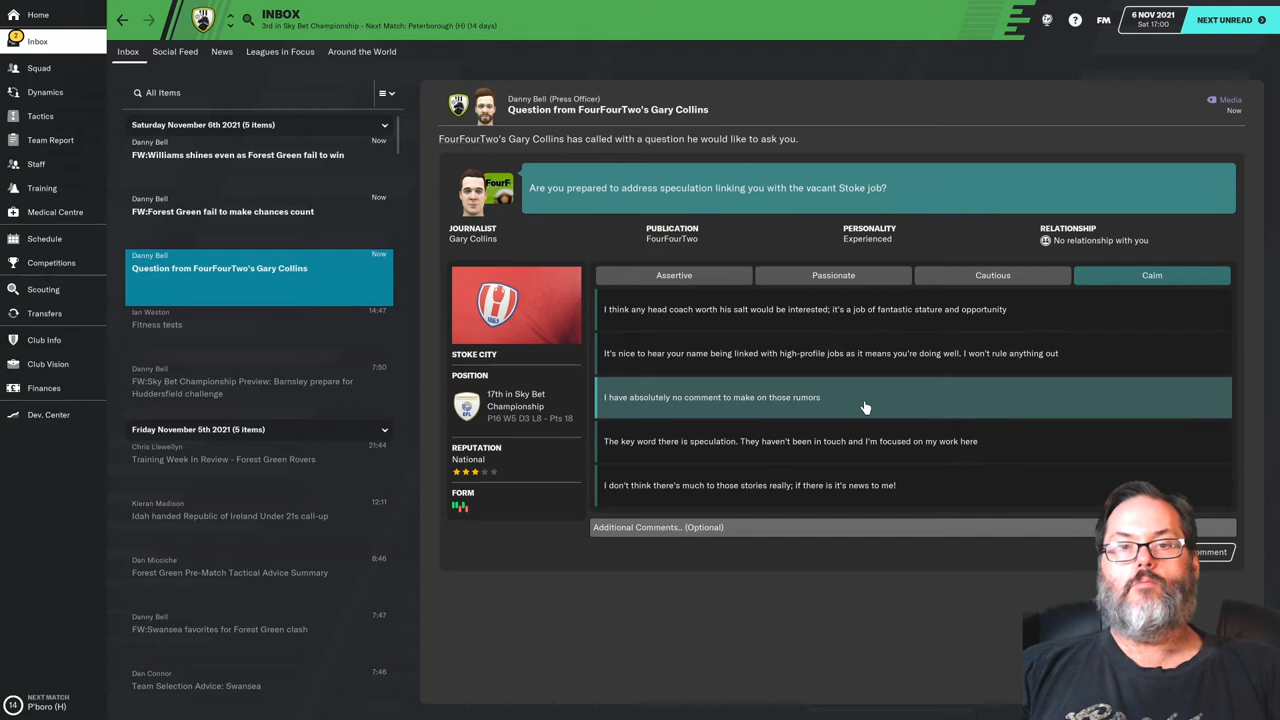 Home
INBOX
3rd in Sky Bet Championship - Next Match: Peterborough (H) (14 days)
FM
6 NOV 2021
Sat 17:00
NEXT UNREAD
2
Inbox
Inbox
Social Feed
News
Leagues in Focus
Around the World
Squad
Dynamics
Tactics
Team Report
Staff
Training
Medical Centre
Schedule
Competitions
Scouting
Transfers
Club Info
Club Vision
Finances
Dev. Center
14
NEXT MATCH
P'boro (H)
All Items
Saturday November 6th 2021 (5 items)
Danny Bell
Now
FW:Williams shines even as Forest Green fail to win
Danny Bell
Now
FW:Forest Green fail to make chances count
Danny Bell
Now
Question from FourFourTwo's Gary Collins
Ian Weston
14:47
Fitness tests
Danny Bell
7:50
FW:Sky Bet Championship Preview: Barnsley prepare for
Huddersfield challenge
Friday November 5th 2021 (5 items)
Chris Llewellyn
21:44
Training Week In Review - Forest Green Rovers
Kieran Madison
12:11
Idah handed Republic of Ireland Under 21s call-up
Dan Micciche
8:46
Forest Green Pre-Match Tactical Advice Summary
Danny Bell
7:47
FW:Swansea favorites for Forest Green clash
Dan Connor
7:46
Team Selection Advice: Swansea
Danny Bell (Press Officer)
Question from FourFourTwo's Gary Collins
Media
Now
FourFourTwo's Gary Collins has called with a question he would like to ask you.
FourF
Are you prepared to address speculation linking you with the vacant Stoke job?
JOURNALIST
Gary Collins
PUBLICATION
FourFourTwo
PERSONALITY
Experienced
RELATIONSHIP
No relationship with you
1863
STOKE CITY
POSITION
EFL
17th in Sky Bet
Championship
P16 W5 D3 L8 - Pts 18
REPUTATION
National
FORM
Assertive
Passionate
Cautious
Calm
I think any head coach worth his salt would be interested; it's a job of fantastic stature and opportunity
It's nice to hear your name being linked with high-profile jobs as it means you're doing well. I won't rule anything out
I have absolutely no comment to make on those rumors
The key word there is speculation. They haven't been in touch and I'm focused on my work here
I don't think there's much to those stories really; if there is it's news to me!
Additional Comments.. (Optional)
omment